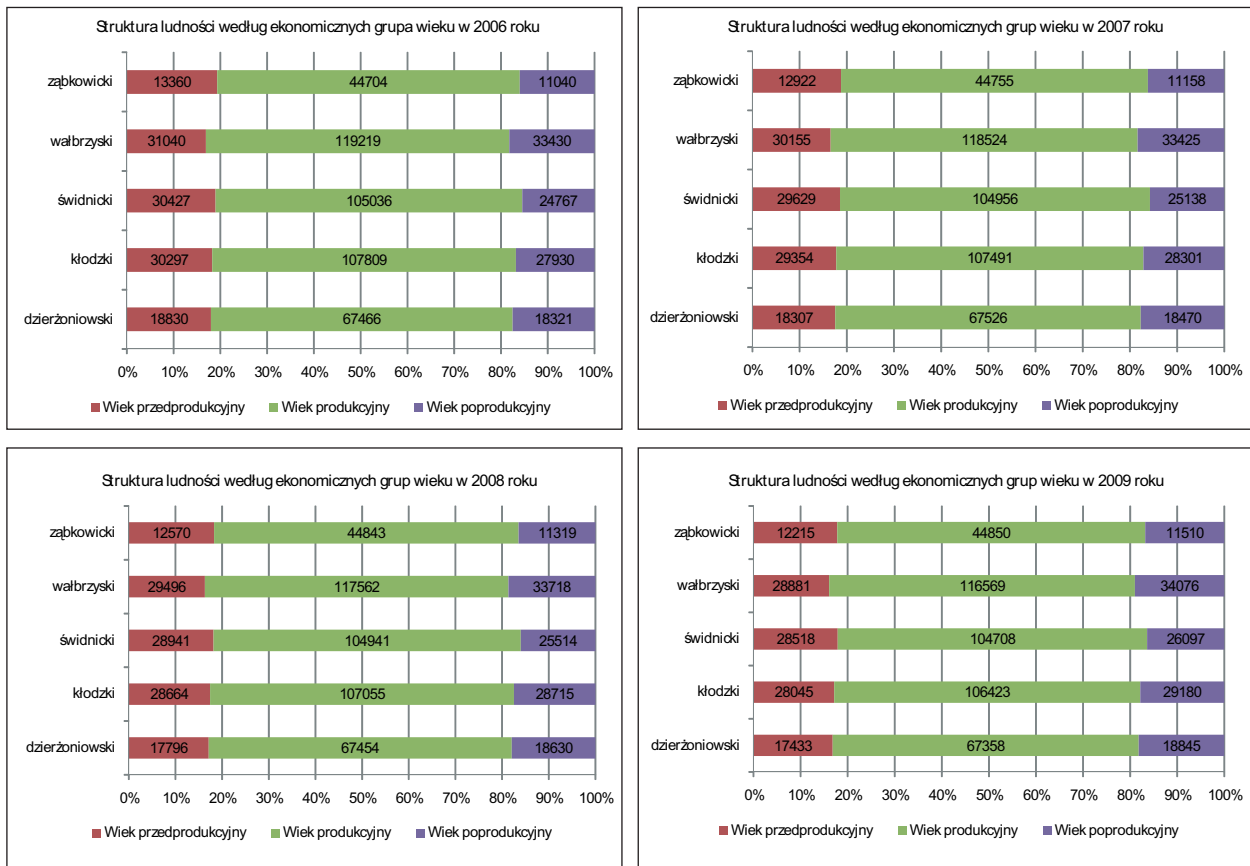 Struktura ludności według ekonomicznych grupa wieku w 2006 roku
ząbkowicki 13360 44704 11040
wałbrzyski 31040 119219 33430
świdnicki 30427 105036 24767
kłodzki 30297 107809 27930
dzierżoniowski 18830 67466 18321
0% 10% 20% 30% 40% 50% 60% 70% 80% 90% 100%
Wiek przedprodukcyjny Wiek produkcyjny Wiek poprodukcyjny
Struktura ludności według ekonomicznych grup wieku w 2007 roku
ząbkowicki 12922 44755 11158
wałbrzyski 30155 118524 33425
świdnicki 29629 104956 25138
kłodzki 29354 107491 28301
dzierżoniowski 18307 67526 18470
0% 10% 20% 30% 40% 50% 60% 70% 80% 90% 100%
Wiek przedprodukcyjny Wiek produkcyjny Wiek poprodukcyjny
Struktura ludności według ekonomicznych grup wieku w 2008 roku
ząbkowicki 12570 44843 11319
wałbrzyski 29496 117562 33718
świdnicki 28941 104941 25514
kłodzki 28664 107055 28715
dzierżoniowski 17796 67454 18630
0% 10% 20% 30% 40% 50% 60% 70% 80% 90% 100%
Wiek przedprodukcyjny Wiek produkcyjny Wiek poprodukcyjny
Struktura ludności według ekonomicznych grup wieku w 2009 roku
ząbkowicki 12215 44850 11510
wałbrzyski 28881 116569 34076
świdnicki 28518 104708 26097
kłodzki 28045 106423 29180
dzierżoniowski 17433 67358 18845
0% 10% 20% 30% 40% 50% 60% 70% 80% 90% 100%
Wiek przedprodukcyjny Wiek produkcyjny Wiek poprodukcyjny